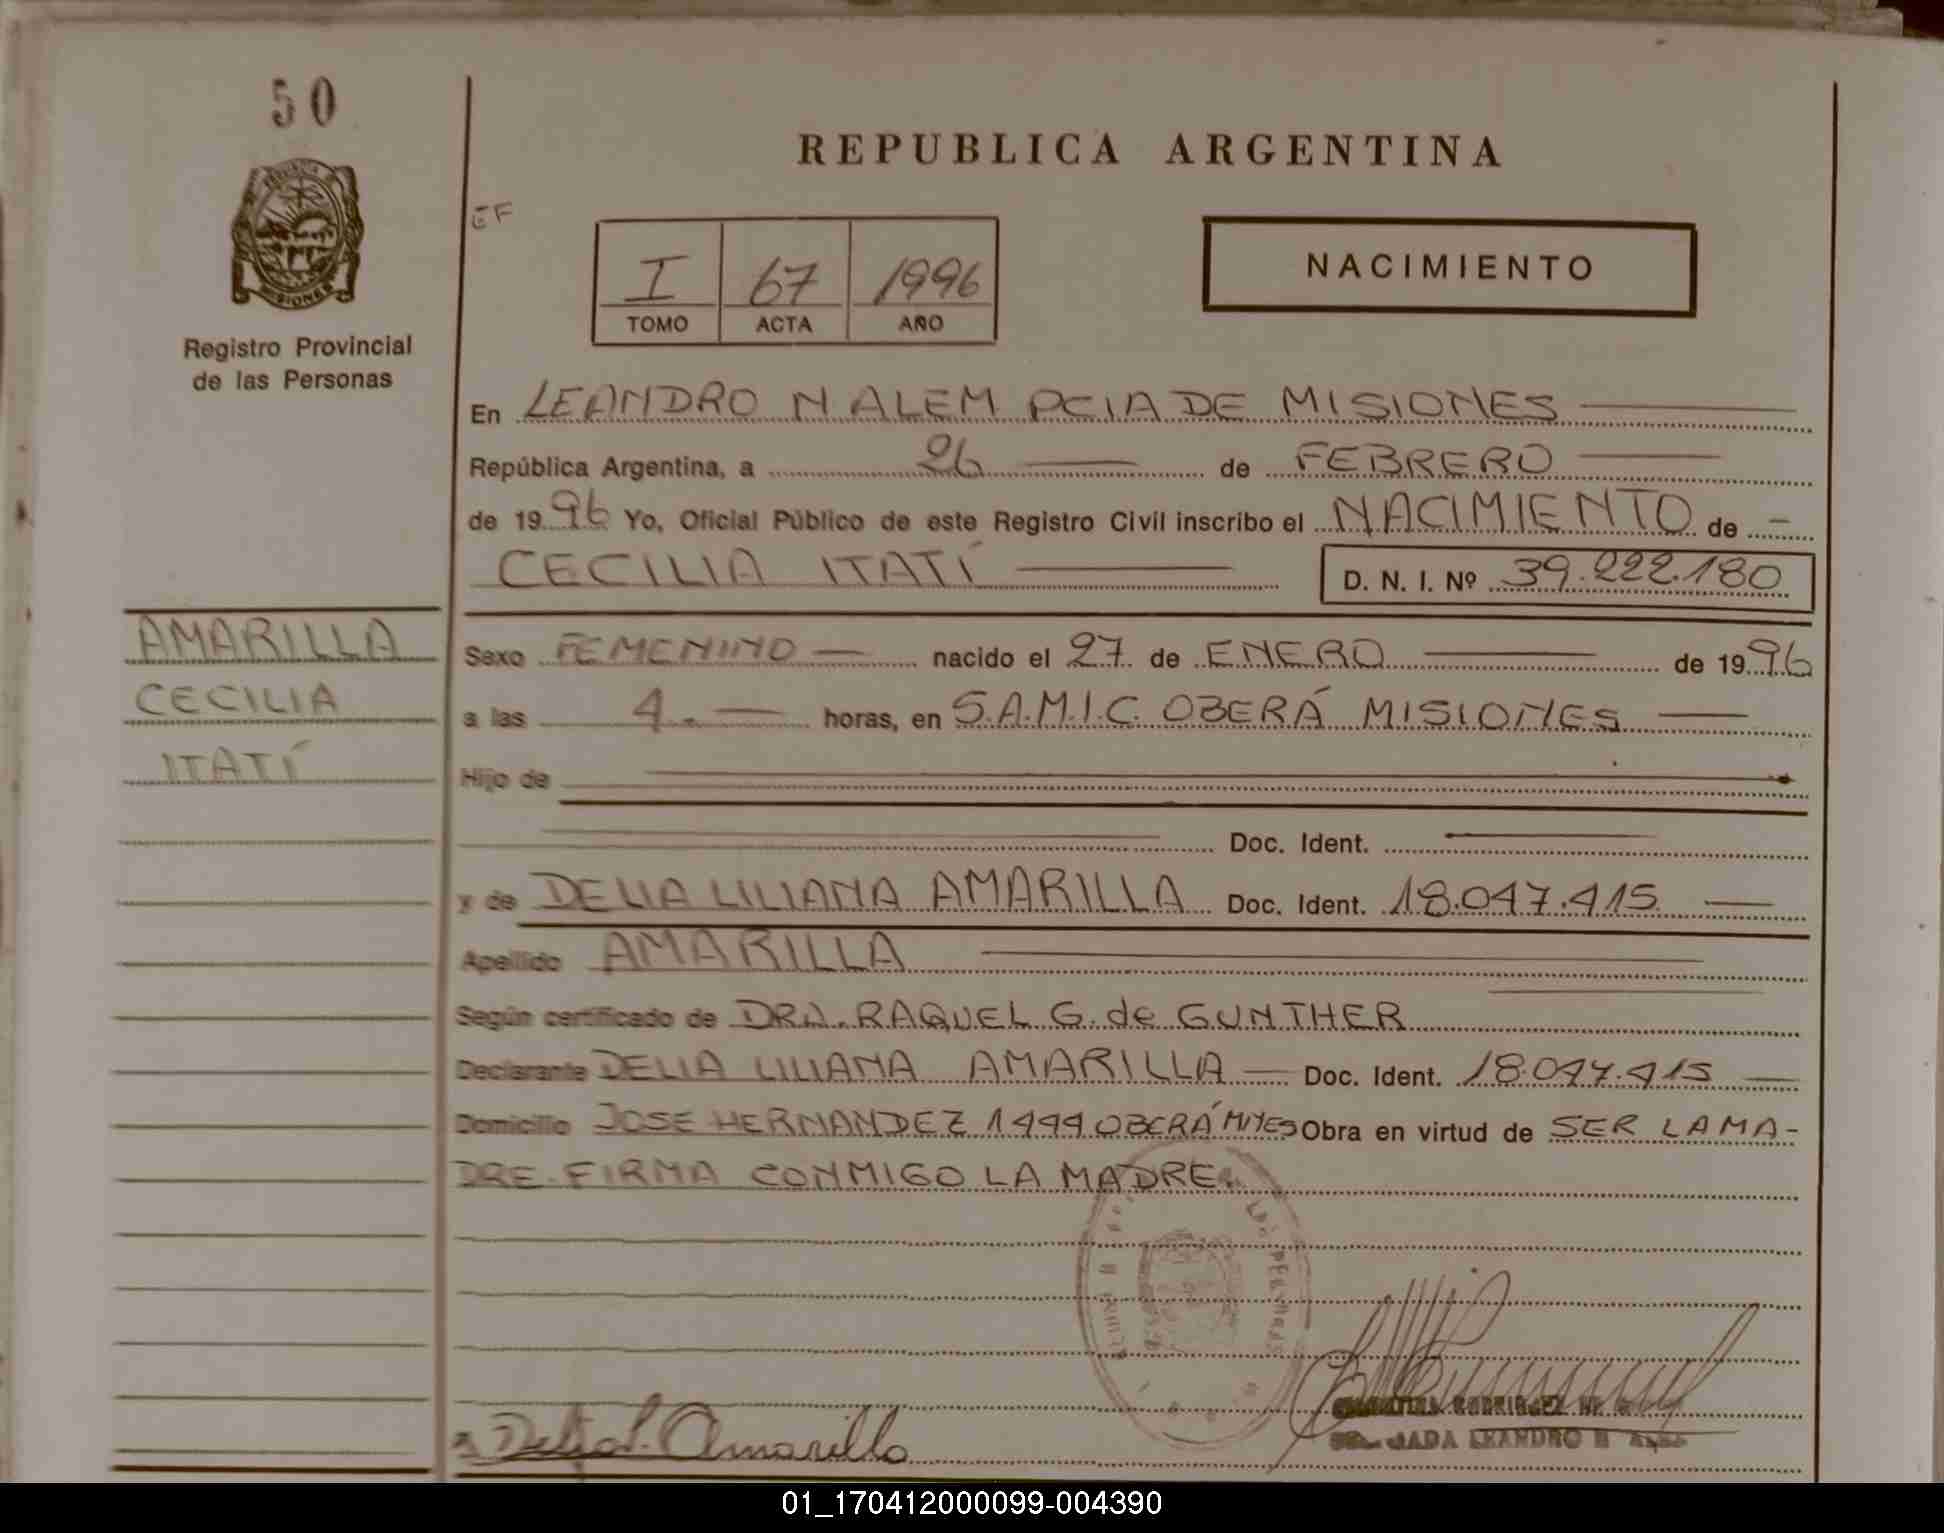 50
REPUBLICA ARGENTINA
MISIONES
Registro Provincial
de las Personas
EF
I 67 1996
TOMO ACTA AÑO
NACIMIENTO
En LEANDRO N ALEM PCIA DE MISIONES
República Argentina, a 26 de FEBRERO
de 1996 Yo, Oficial Público de este Registro Civil inscribo el NACIMIENTO de
CECILIA ITATÍ D. N. I. Nº 39.222.180
AMARILLA
CECILIA
ITATÍ
Sexo FEMENINO nacido el 27 de ENERO de 1996
a las 4. horas, en S.A.M.I.C. OBERÁ MISIONES
Hijo de
Doc. Ident.
y de DELIA LILIANA AMARILLA Doc. Ident. 18.047.415
Apellido AMARILLA
Según certificado de DRA. RAQUEL G. de GUNTHER
Declarante DELIA LILIANA AMARILLA Doc. Ident. 18.047.415
Domicilio JOSE HERNANDEZ 1444 OBERÁ MNES Obra en virtud de SER LA MA-
DRE. FIRMA CONMIGO LA MADRE.
Delia L. Amarilla
RODRIGUEZ DE
LEANDRO N
01_170412000099-004390